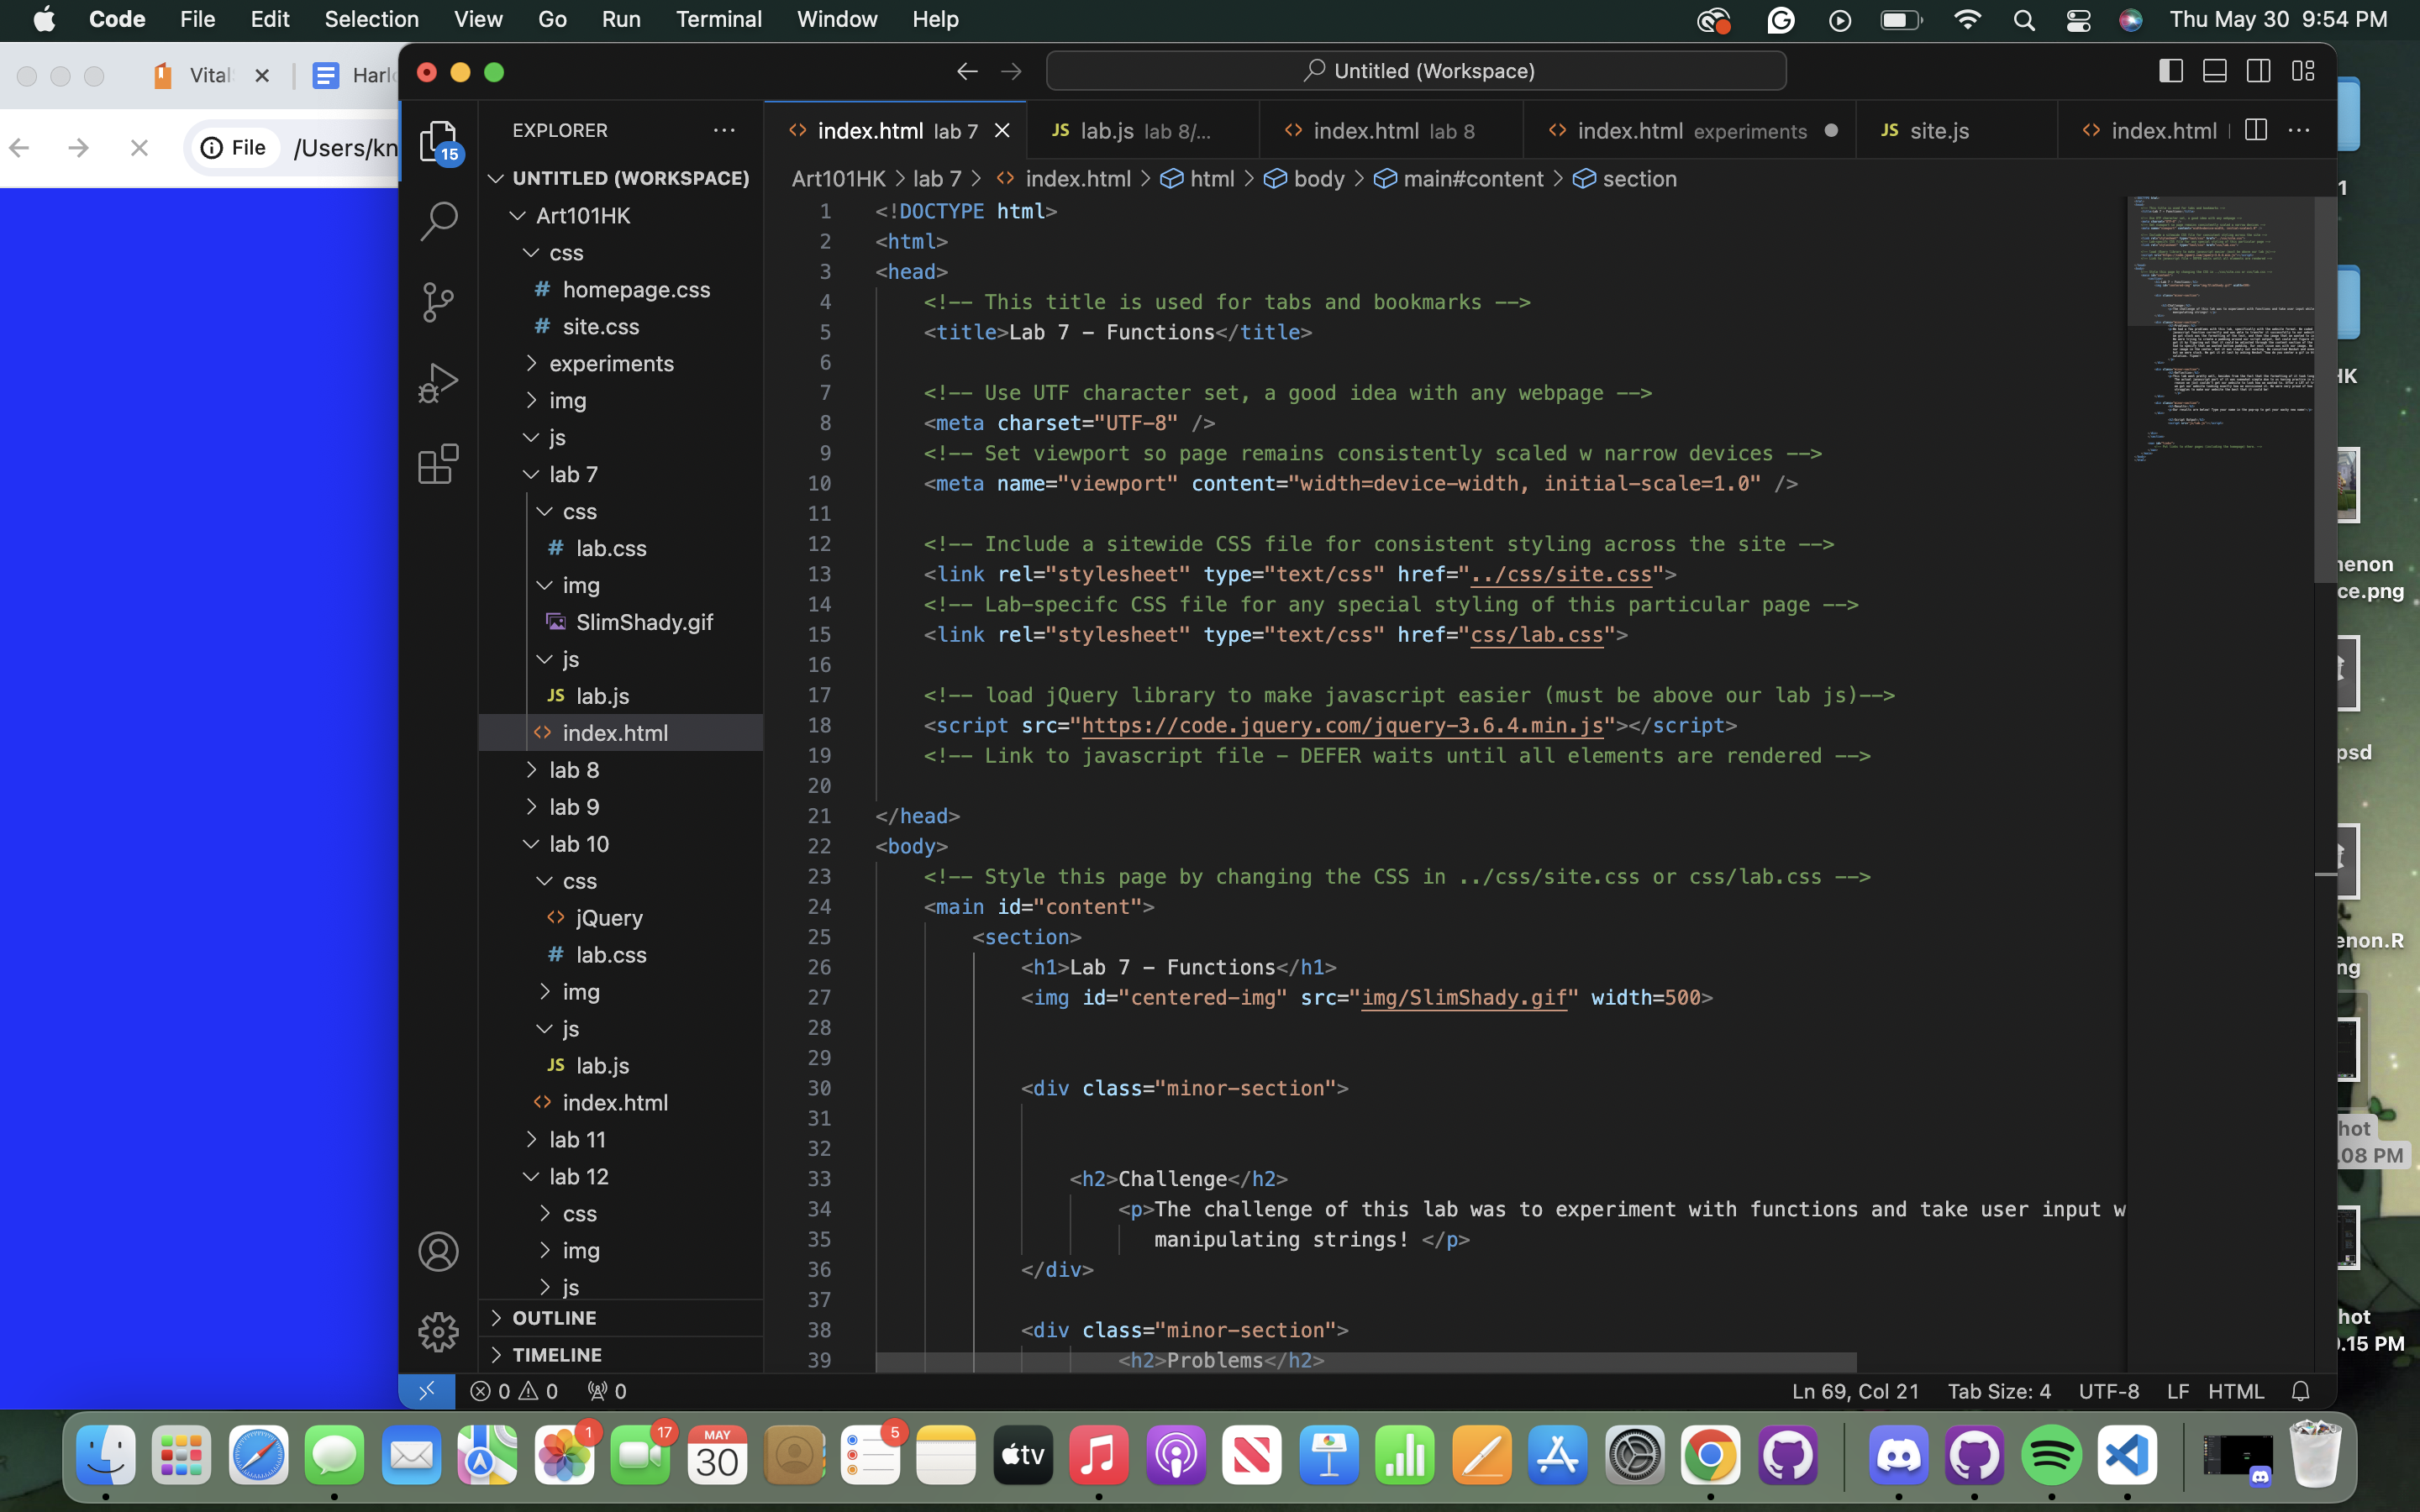 Code File Edit Selection View Go Run Terminal Window Help Thu May 30 9:54 PM
Vital
Harl
Untitled (Workspace)
File /Users/kn
15
EXPLORER
index.html lab 7
JS lab.js lab 8/...
index.html lab 8
index.html experiments
JS site.js
index.html
UNTITLED (WORKSPACE)
Art101HK > lab 7 > index.html > html > body > main#content > section
Art101HK
css
# homepage.css
# site.css
experiments
img
js
lab 7
css
# lab.css
img
SlimShady.gif
js
JS lab.js
index.html
lab 8
lab 9
lab 10
css
jQuery
# lab.css
img
js
JS lab.js
index.html
lab 11
lab 12
css
img
js
OUTLINE
TIMELINE
1 <!DOCTYPE html>
2 <html>
3 <head>
4 <!-- This title is used for tabs and bookmarks -->
5 <title>Lab 7 - Functions</title>
6
7 <!-- Use UTF character set, a good idea with any webpage -->
8 <meta charset="UTF-8" />
9 <!-- Set viewport so page remains consistently scaled w narrow devices -->
10 <meta name="viewport" content="width=device-width, initial-scale=1.0" />
11
12 <!-- Include a sitewide CSS file for consistent styling across the site -->
13 <link rel="stylesheet" type="text/css" href="../css/site.css">
14 <!-- Lab-specifc CSS file for any special styling of this particular page -->
15 <link rel="stylesheet" type="text/css" href="css/lab.css">
16
17 <!-- load jQuery library to make javascript easier (must be above our lab js)-->
18 <script src="https://code.jquery.com/jquery-3.6.4.min.js"></script>
19 <!-- Link to javascript file - DEFER waits until all elements are rendered -->
20
21 </head>
22 <body>
23 <!-- Style this page by changing the CSS in ../css/site.css or css/lab.css -->
24 <main id="content">
25 <section>
26 <h1>Lab 7 - Functions</h1>
27 <img id="centered-img" src="img/SlimShady.gif" width=500>
28
29
30 <div class="minor-section">
31
32
33 <h2>Challenge</h2>
34 <p>The challenge of this lab was to experiment with functions and take user input w
35 manipulating strings! </p>
36 </div>
37
38 <div class="minor-section">
39 <h2>Problems</h2>
0 0 0
Ln 69, Col 21 Tab Size: 4 UTF-8 LF HTML
1
HK
nenon
ce.png
psd
enon.R
ng
hot
.08 PM
hot
.15 PM
1
17
MAY
30
5
tv